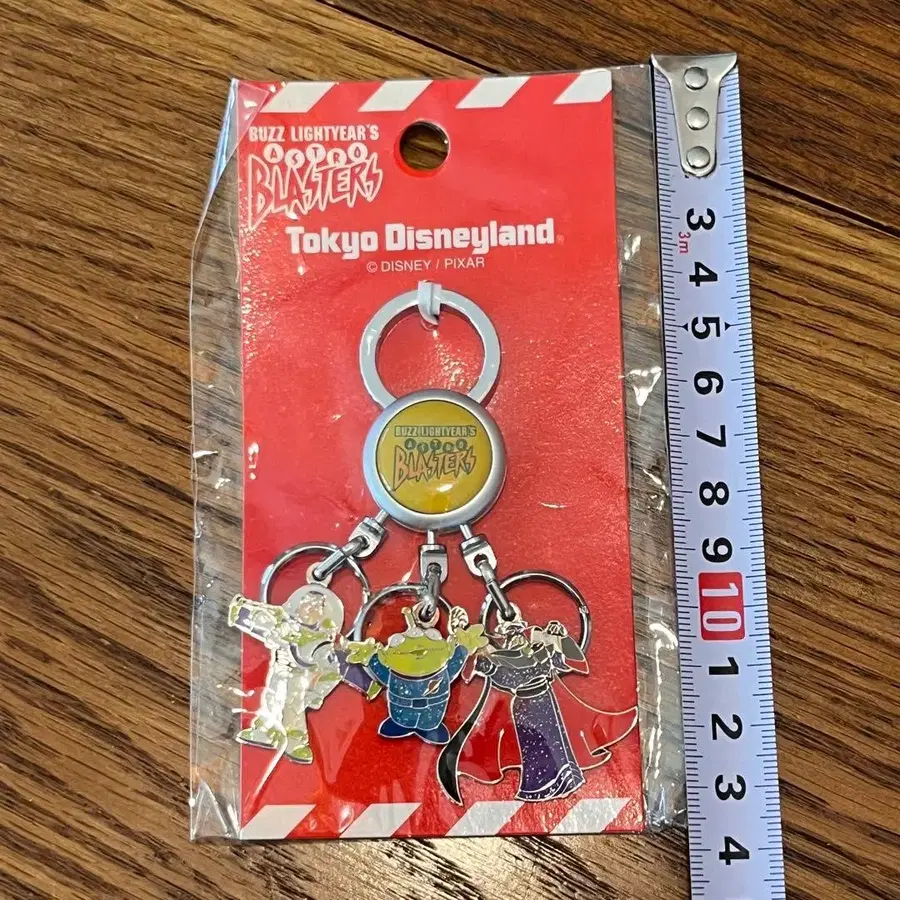 BUZZ LIGHTYEAR'S
ASTRO
BLASTERS
Tokyo Disneyland®
© DISNEY / PIXAR
BUZZ LIGHTYEAR'S
ASTRO
BLASTERS
3
3m
4
5
6
7
8
9
10
1
2
3
4